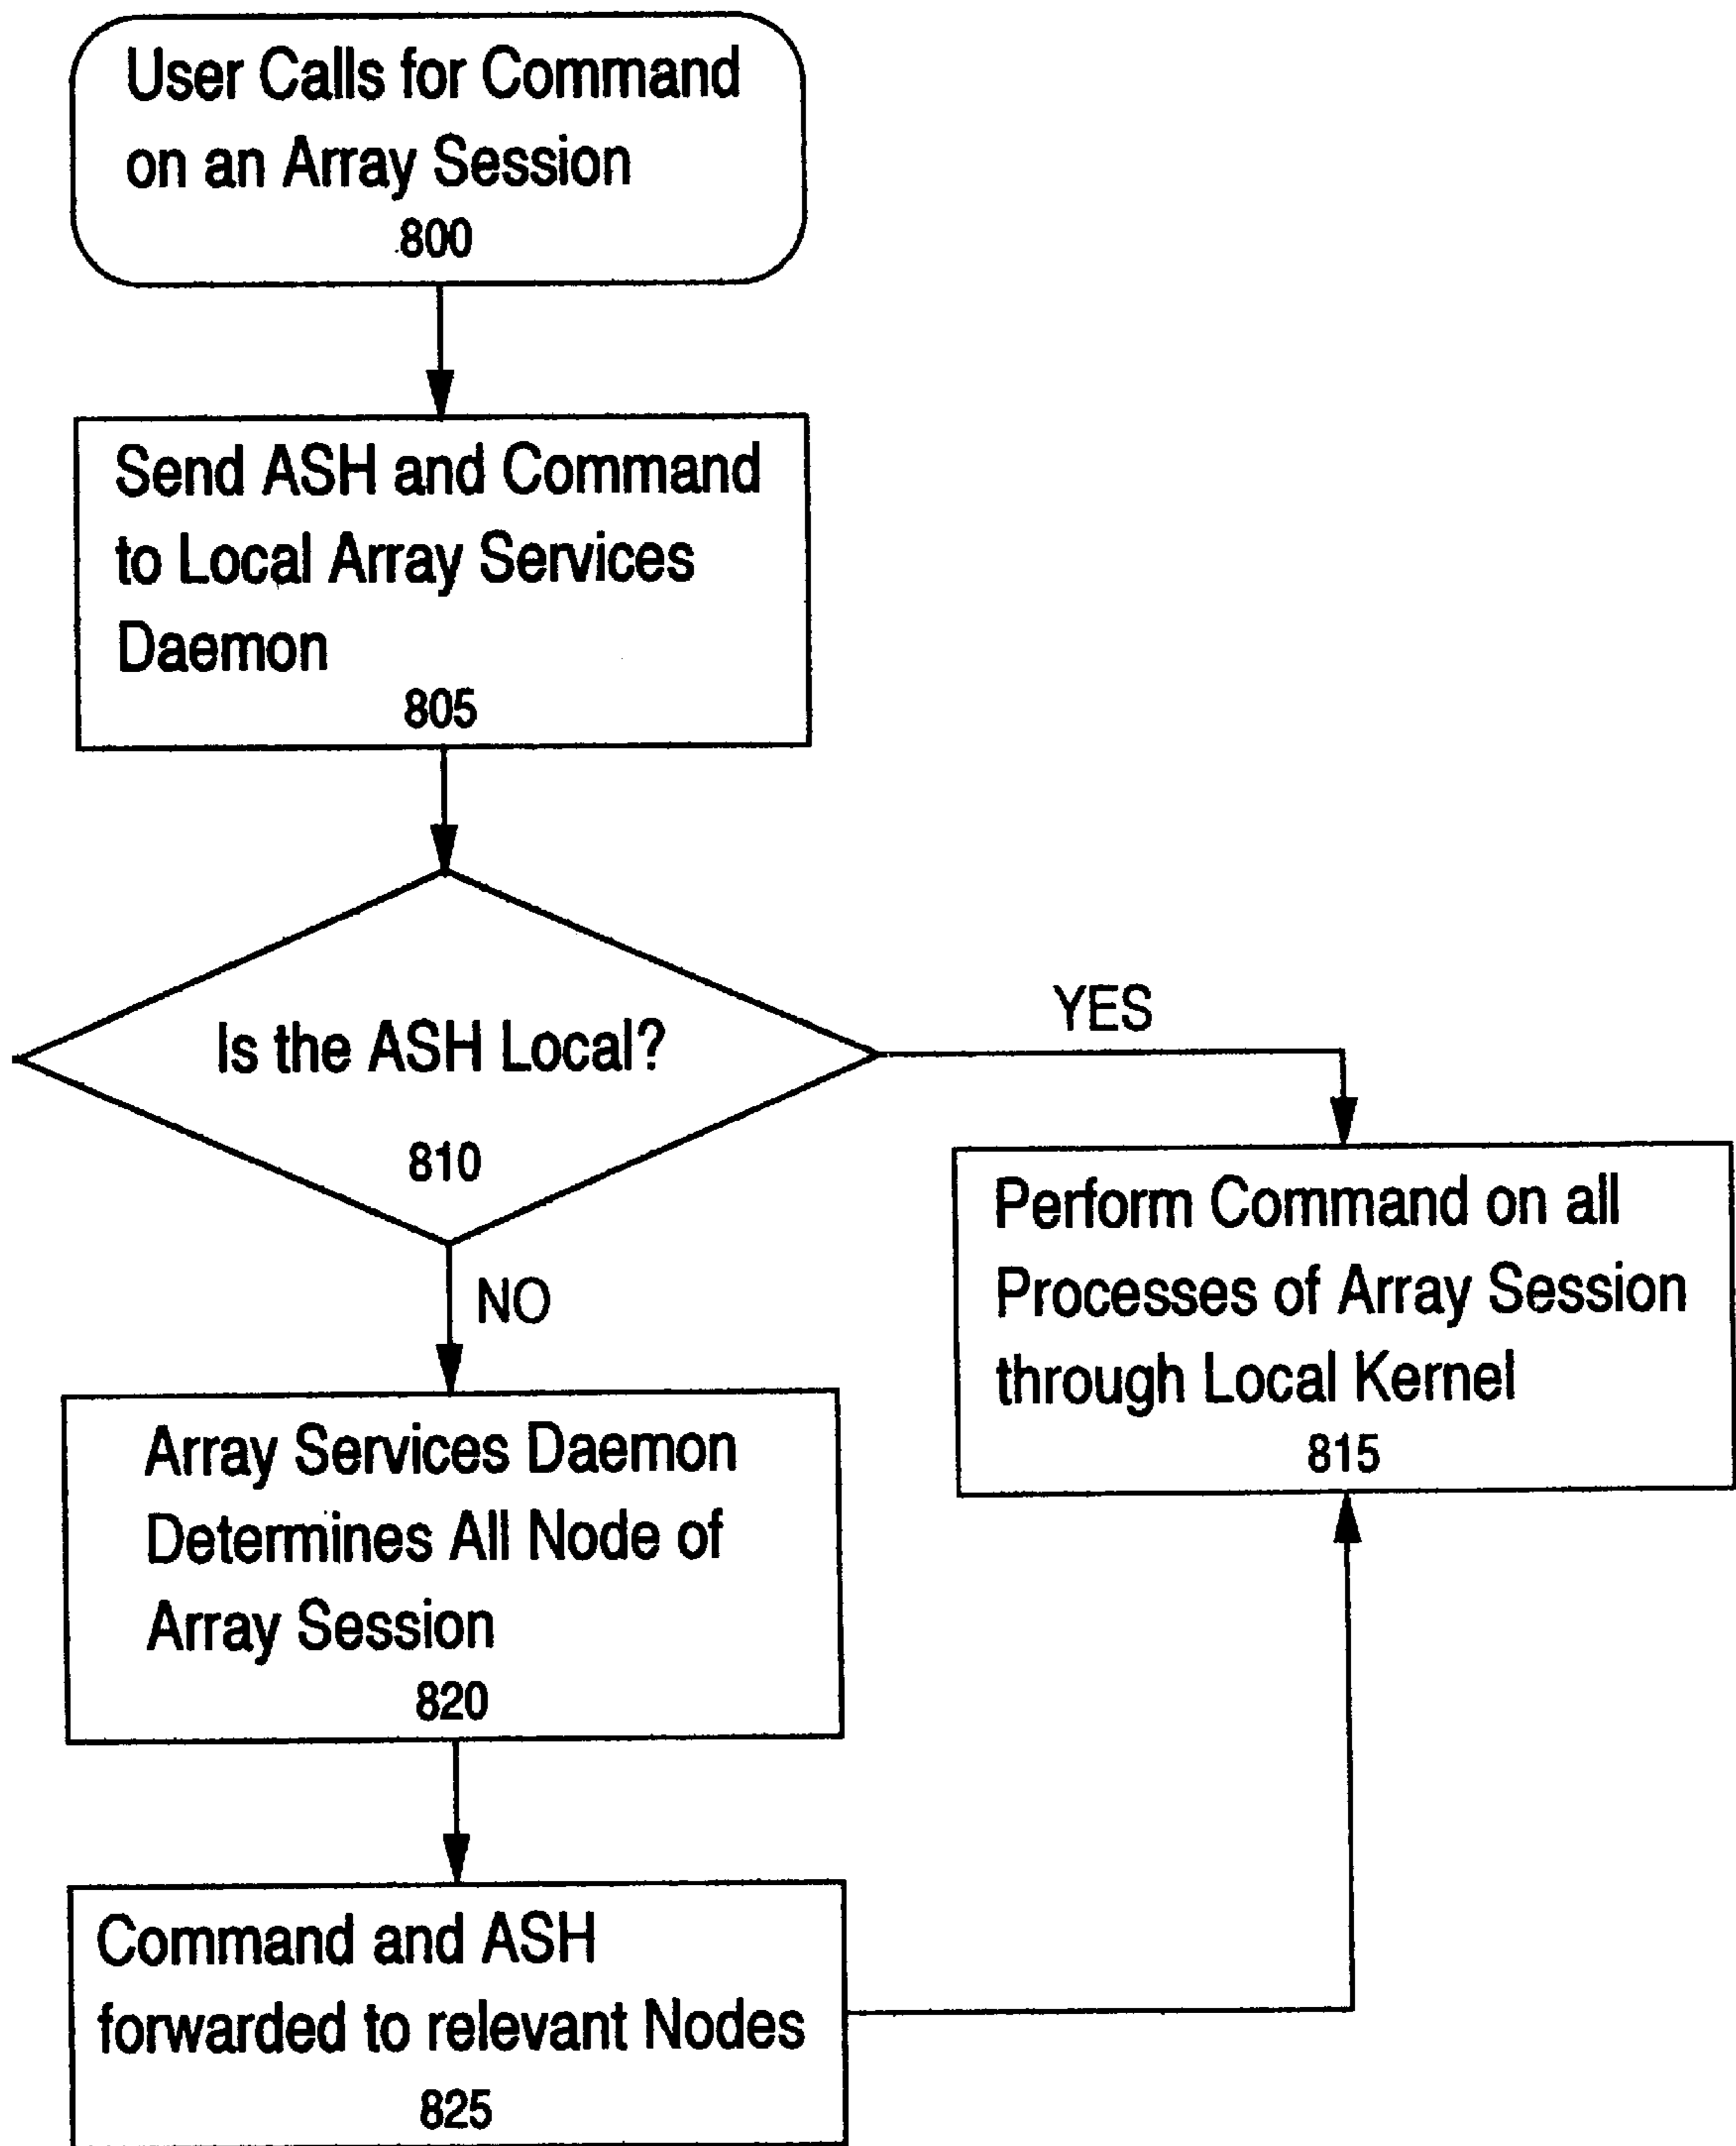 User Calls for Command
on an Array Session
800
Send ASH and Command
to Local Array Services
Daemon
805
Is the ASH Local?
810
YES
NO
Perform Command on all
Processes of Array Session
through Local Kernel
815
Array Services Daemon
Determines All Node of
Array Session
820
Command and ASH
forwarded to relevant Nodes
825